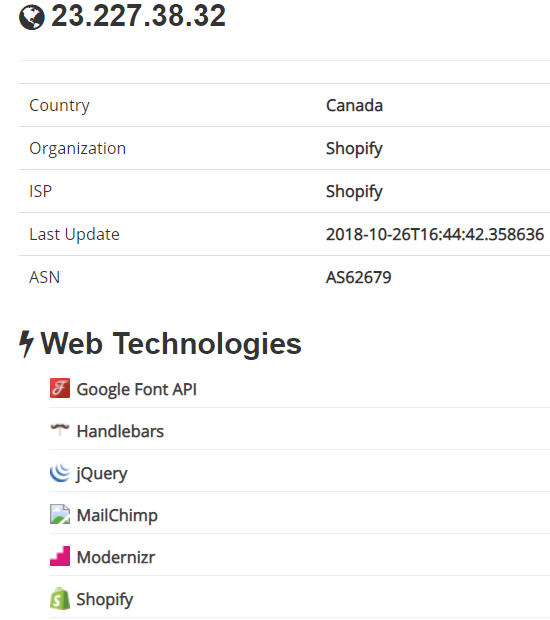 23.227.38.32
Country Canada
Organization Shopify
ISP Shopify
Last Update 2018-10-26T16:44:42.358636
ASN AS62679
Web Technologies
Google Font API
Handlebars
jQuery
MailChimp
Modernizr
Shopify